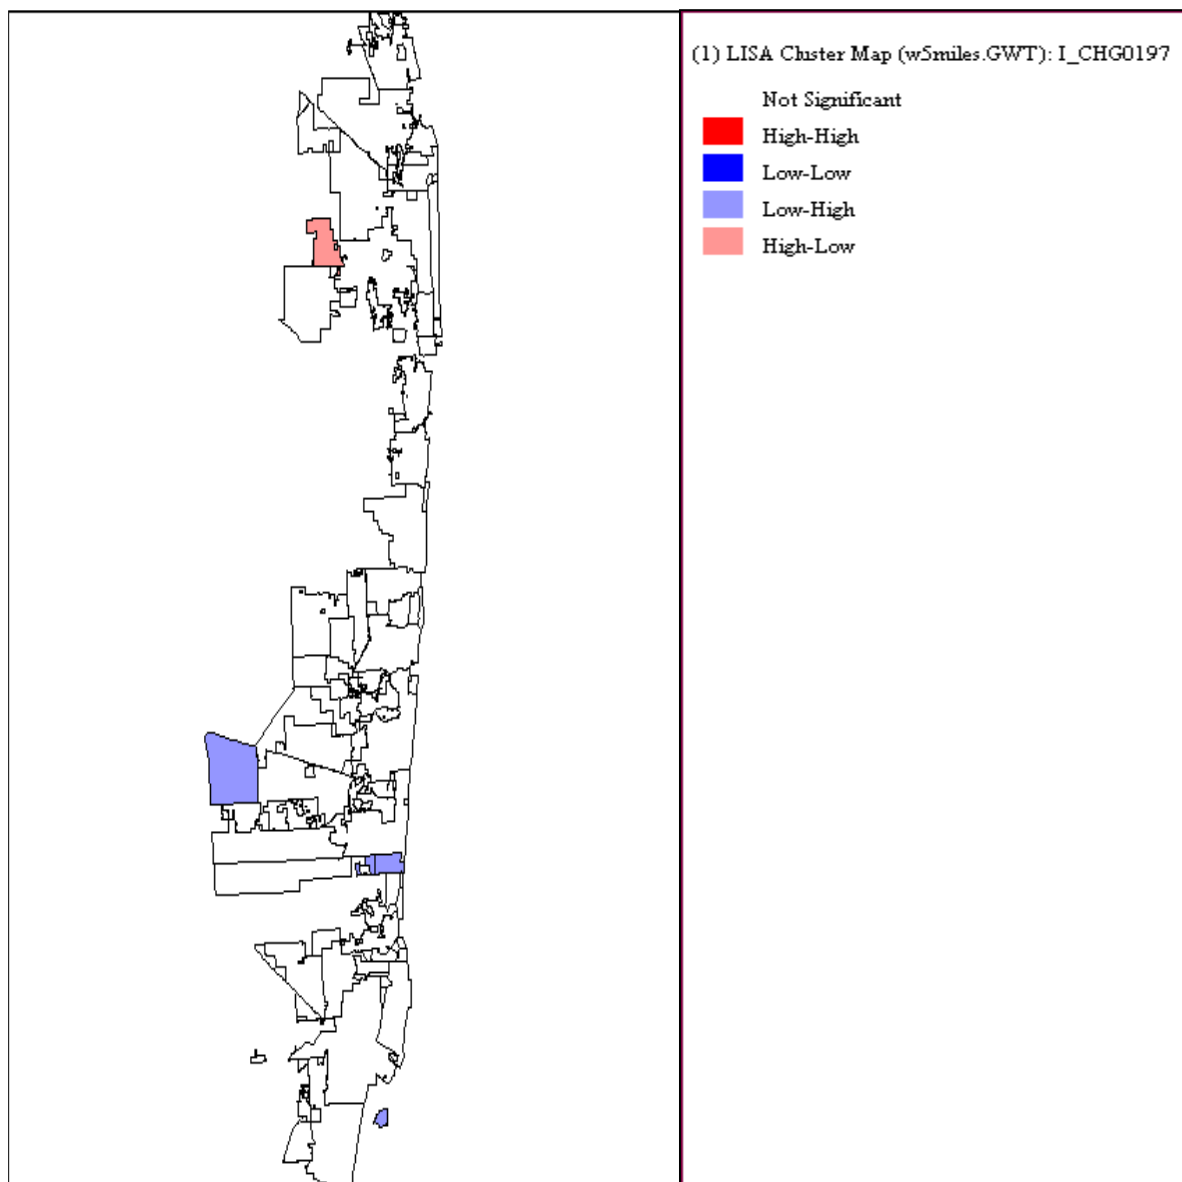 (1) LISA Cluster Map (w5miles.GWT): I_CHG0197
Not Significant
High-High
Low-Low
Low-High
High-Low